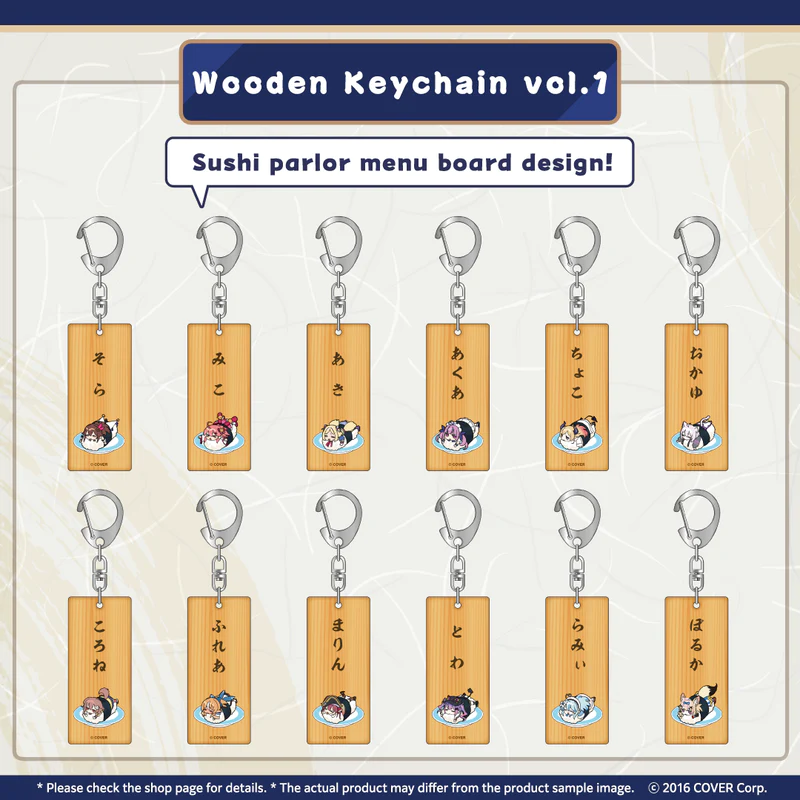 Wooden Keychain vol.1
Sushi parlor menu board design!
そら
みこ
あき
あくあ
ちょこ
おかゆ
©COVER
©COVER
©COVER
©COVER
©COVER
©COVER
ころね
ふれあ
まりん
とわ
らみぃ
ぼるか
©COVER
©COVER
©COVER
©COVER
©COVER
©COVER
* Please check the shop page for details. * The actual product may differ from the product sample image. © 2016 COVER Corp.